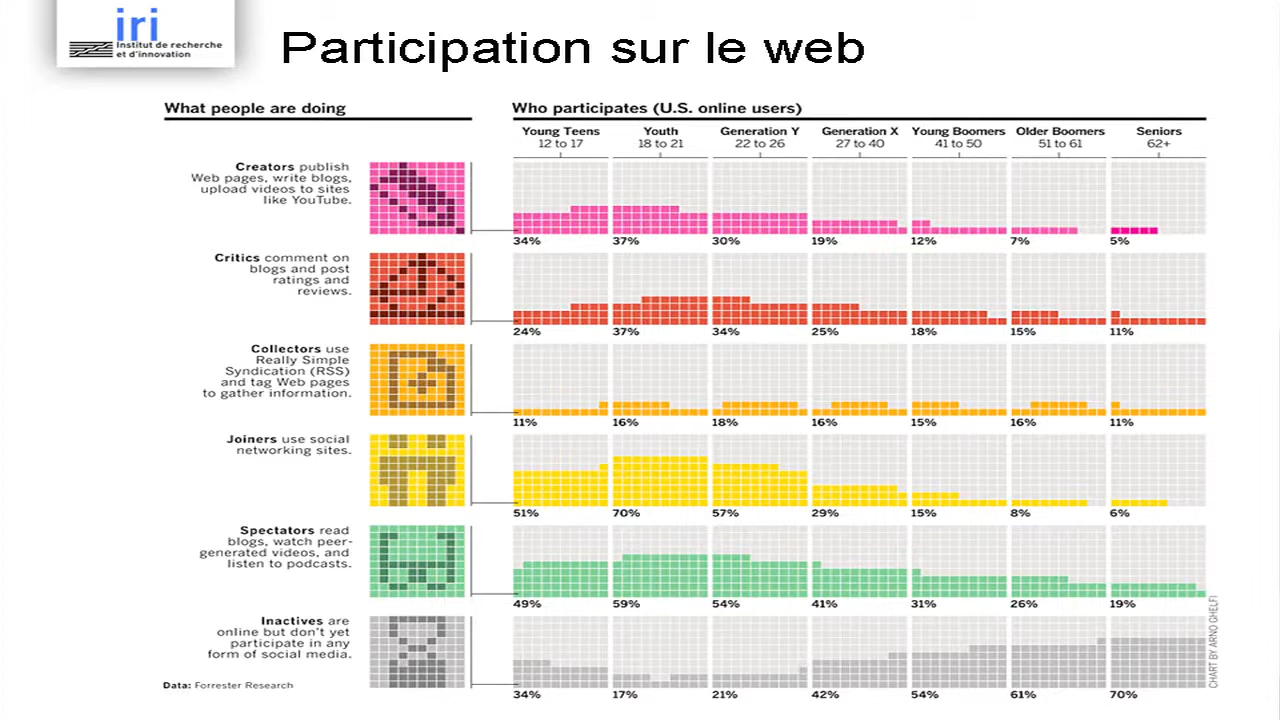 iri
Institut de recherche
et d'innovation
Participation sur le web
What people are doing
Who participates (U.S. online users)
Young Teens Youth Generation Y Generation X Young Boomers Older Boomers Seniors
12 to 17 18 to 21 22 to 26 27 to 40 41 to 50 51 to 61 62+
Creators publish
Web pages, write blogs,
upload videos to sites
like YouTube.
34% 37% 30% 19% 12% 7% 5%
Critics comment on
blogs and post
ratings and
reviews.
24% 37% 34% 25% 18% 15% 11%
Collectors use
Really Simple
Syndication (RSS)
and tag Web pages
to gather information.
11% 16% 18% 16% 15% 16% 11%
Joiners use social
networking sites.
51% 70% 57% 29% 15% 8% 6%
Spectators read
blogs, watch peer-
generated videos, and
listen to podcasts.
49% 59% 54% 41% 31% 26% 19%
Inactives are
online but don't yet
participate in any
form of social media.
34% 17% 21% 42% 54% 61% 70%
Data: Forrester Research
CHART BY ARNO GHELFI